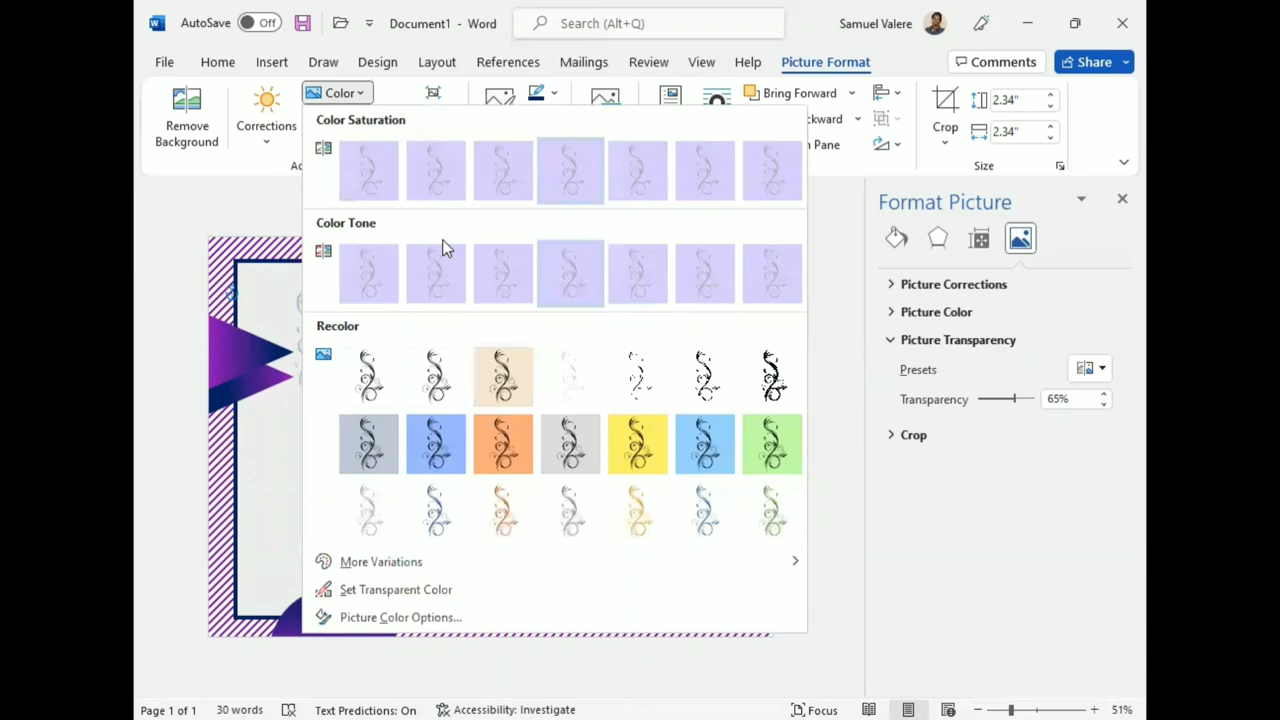 AutoSave Off Document1 - Word Search (Alt+Q) Samuel Valere
File Home Insert Draw Design Layout References Mailings Review View Help Picture Format Comments Share
Remove
Background
Corrections
Color
Bring Forward
Pane
Crop
2.34"
2.34"
Size
Color Saturation
Color Tone
Recolor
More Variations
Set Transparent Color
Picture Color Options...
Format Picture
Picture Corrections
Picture Color
Picture Transparency
Presets
Transparency 65%
Crop
Page 1 of 1 30 words Text Predictions: On Accessibility: Investigate Focus 51%